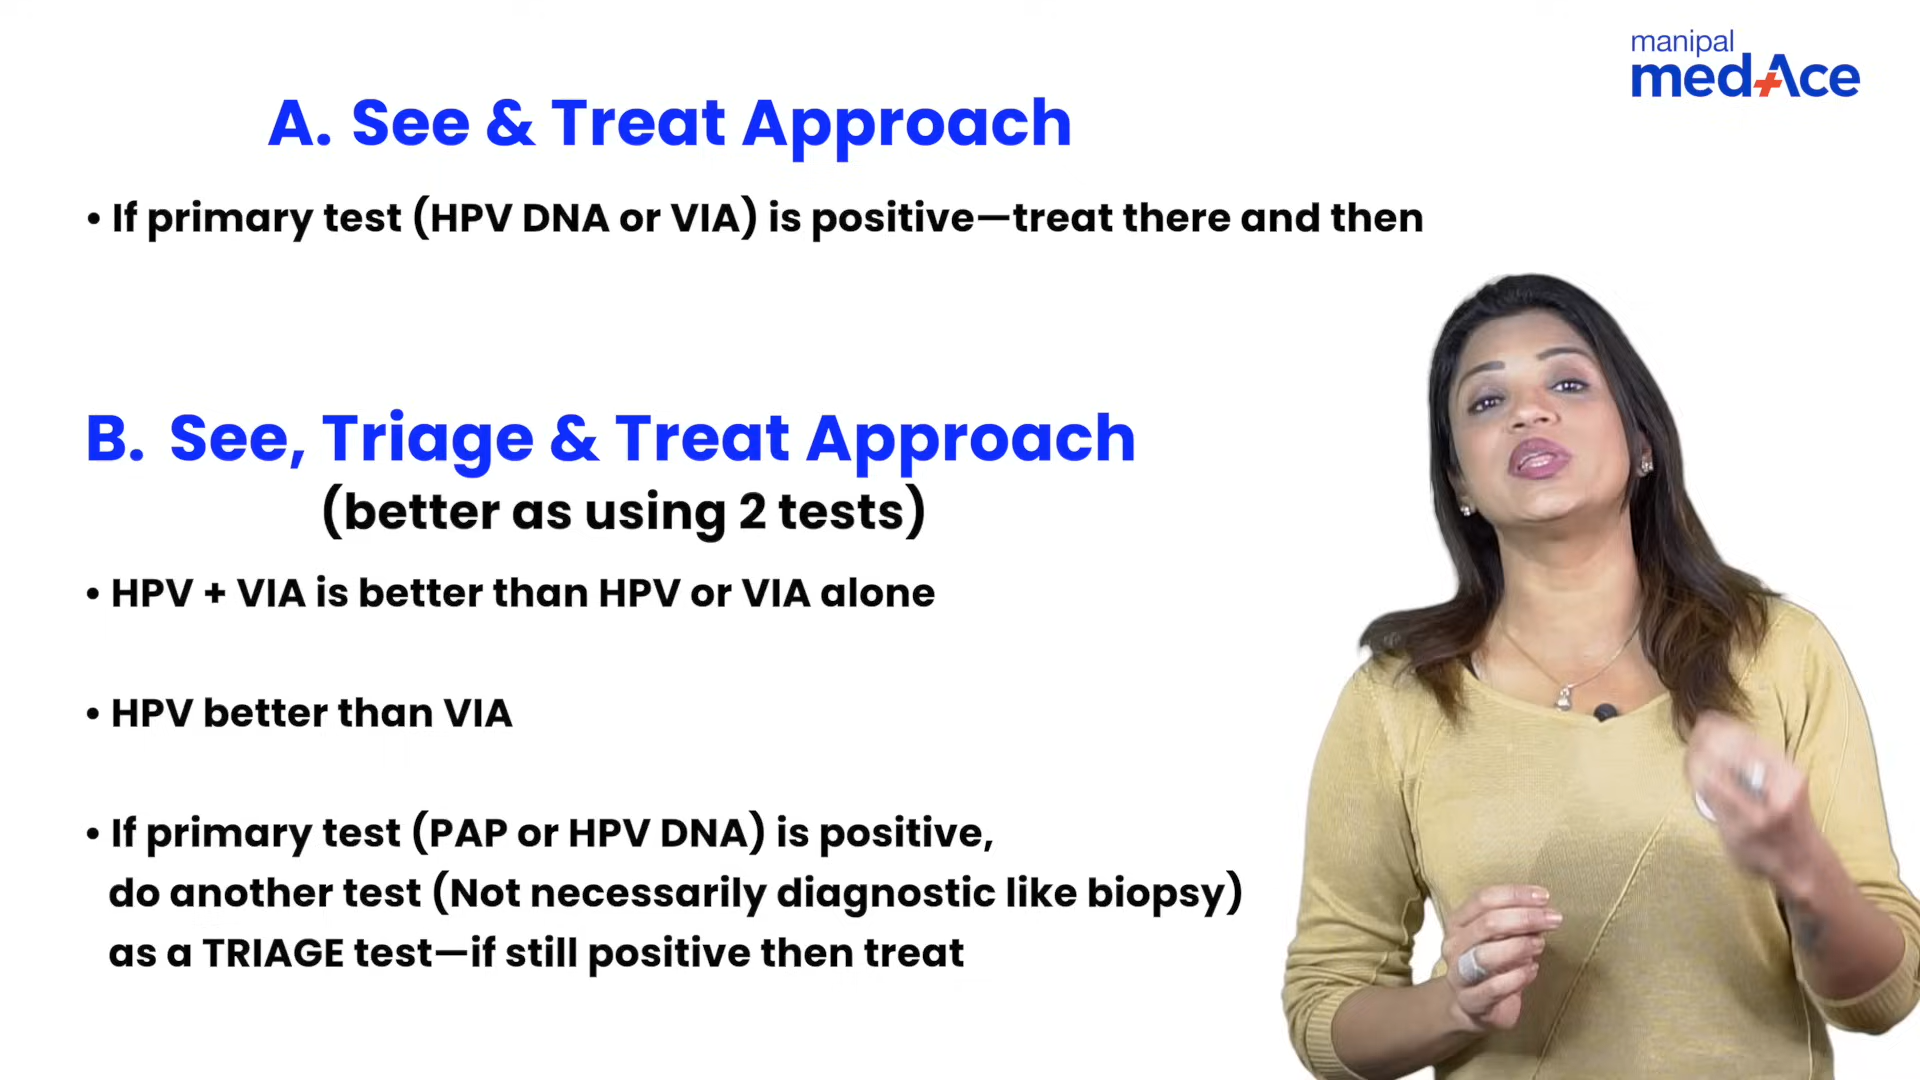 manipal
medAce
A. See & Treat Approach
• If primary test (HPV DNA or VIA) is positive—treat there and then
B. See, Triage & Treat Approach
(better as using 2 tests)
• HPV + VIA is better than HPV or VIA alone
• HPV better than VIA
• If primary test (PAP or HPV DNA) is positive,
do another test (Not necessarily diagnostic like biopsy)
as a TRIAGE test—if still positive then treat